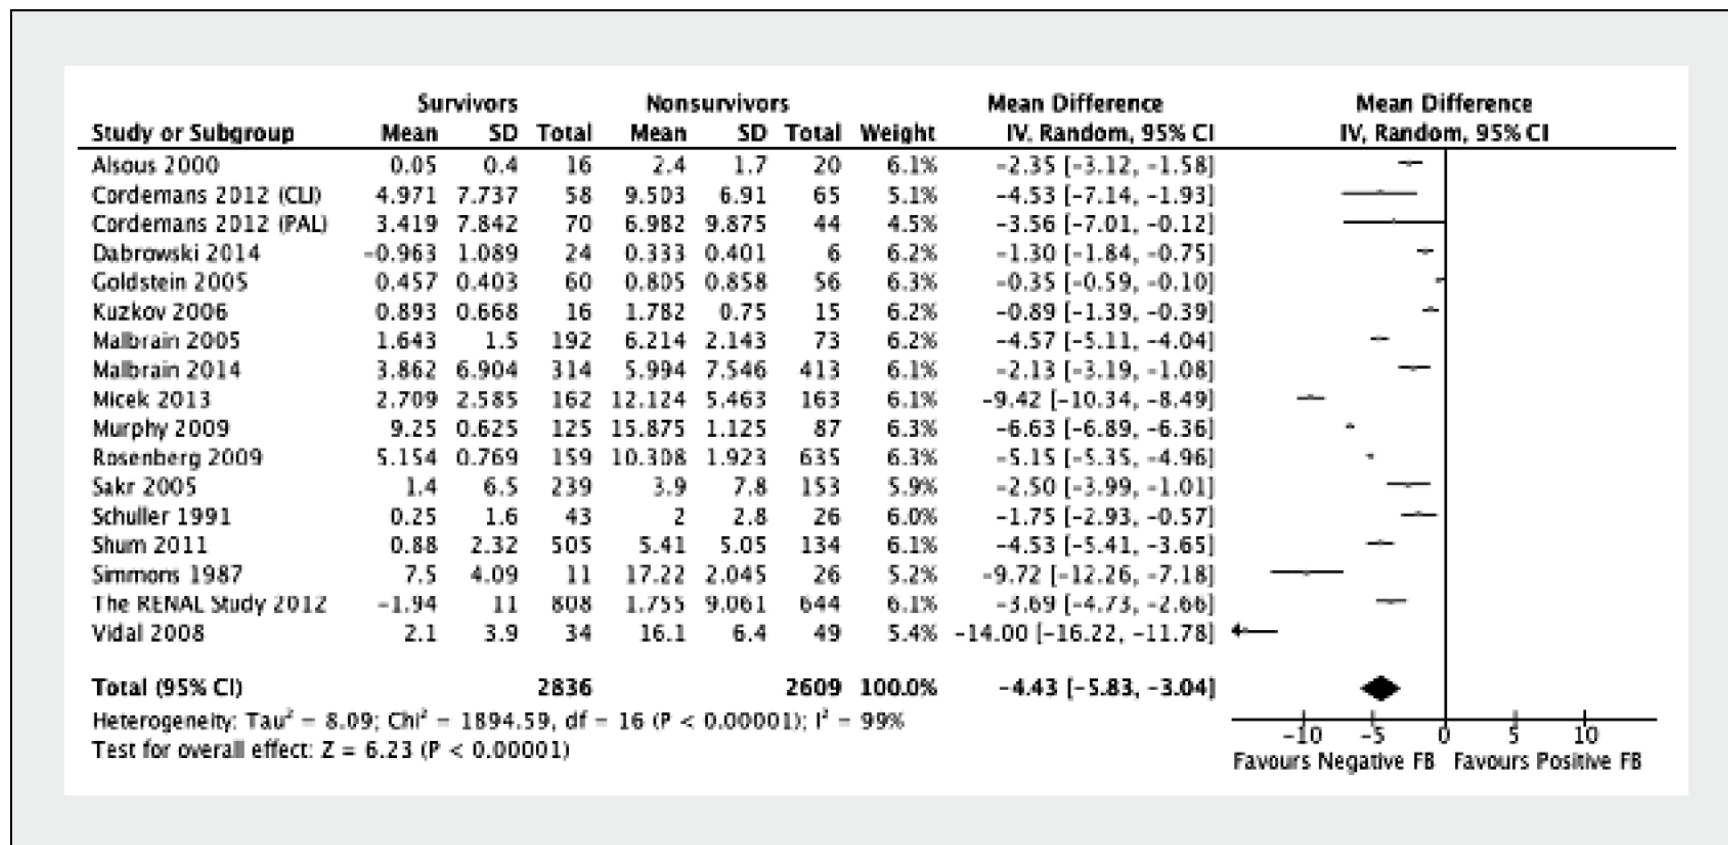 Survivors Nonsurvivors Mean Difference Mean Difference
Study or Subgroup Mean SD Total Mean SD Total Weight IV. Random, 95% CI IV, Random, 95% CI
Alsous 2000 0.05 0.4 16 2.4 1.7 20 6.1% -2.35 [-3.12, -1.58]
Cordemans 2012 (CLI) 4.971 7.737 58 9.503 6.91 65 5.1% -4.53 [-7.14, -1.93]
Cordemans 2012 (PAL) 3.419 7.842 70 6.982 9.875 44 4.5% -3.56 [-7.01, -0.12]
Dabrowski 2014 -0.963 1.089 24 0.333 0.401 6 6.2% -1.30 [-1.84, -0.75]
Goldstein 2005 0.457 0.403 60 0.805 0.858 56 6.3% -0.35 [-0.59, -0.10]
Kuzkov 2006 0.893 0.668 16 1.782 0.75 15 6.2% -0.89 [-1.39, -0.39]
Malbrain 2005 1.643 1.5 192 6.214 2.143 73 6.2% -4.57 [-5.11, -4.04]
Malbrain 2014 3.862 6.904 314 5.994 7.546 413 6.1% -2.13 [-3.19, -1.08]
Micek 2013 2.709 2.585 162 12.124 5.463 163 6.1% -9.42 [-10.34, -8.49]
Murphy 2009 9.25 0.625 125 15.875 1.125 87 6.3% -6.63 [-6.89, -6.36]
Rosenberg 2009 5.154 0.769 159 10.308 1.923 635 6.3% -5.15 [-5.35, -4.96]
Sakr 2005 1.4 6.5 239 3.9 7.8 153 5.9% -2.50 [-3.99, -1.01]
Schuller 1991 0.25 1.6 43 2 2.8 26 6.0% -1.75 [-2.93, -0.57]
Shum 2011 0.88 2.32 505 5.41 5.05 134 6.1% -4.53 [-5.41, -3.65]
Simmons 1987 7.5 4.09 11 17.22 2.045 26 5.2% -9.72 [-12.26, -7.18]
The RENAL Study 2012 -1.94 11 808 1.755 9.061 644 6.1% -3.69 [-4.73, -2.66]
Vidal 2008 2.1 3.9 34 16.1 6.4 49 5.4% -14.00 [-16.22, -11.78]
Total (95% CI) 2836 2609 100.0% -4.43 [-5.83, -3.04]
Heterogeneity: Tau² = 8.09; Chi² = 1894.59, df = 16 (P < 0.00001); I² = 99%
Test for overall effect: Z = 6.23 (P < 0.00001)
-10 -5 0 5 10
Favours Negative FB Favours Positive FB